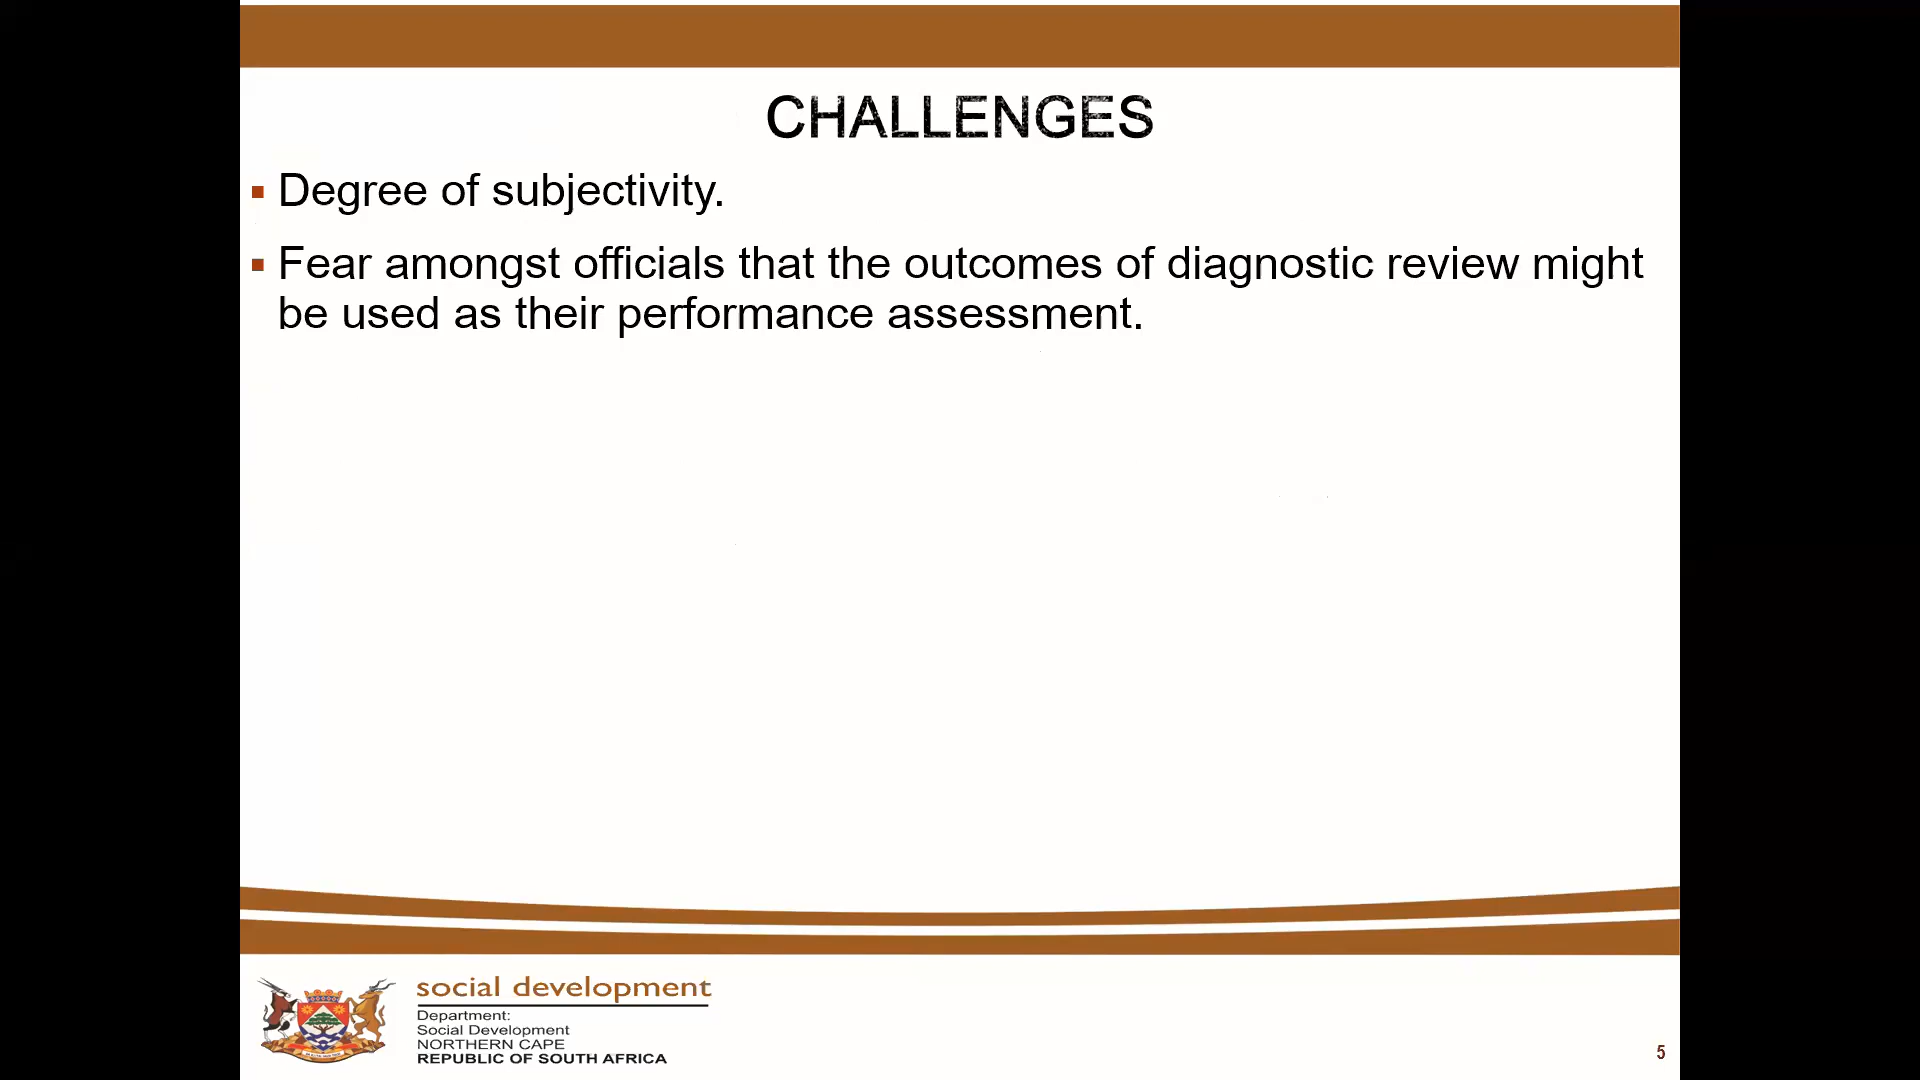 CHALLENGES
▪ Degree of subjectivity.
▪ Fear amongst officials that the outcomes of diagnostic review might
be used as their performance assessment.
social development
Department:
Social Development
NORTHERN CAPE
REPUBLIC OF SOUTH AFRICA
5